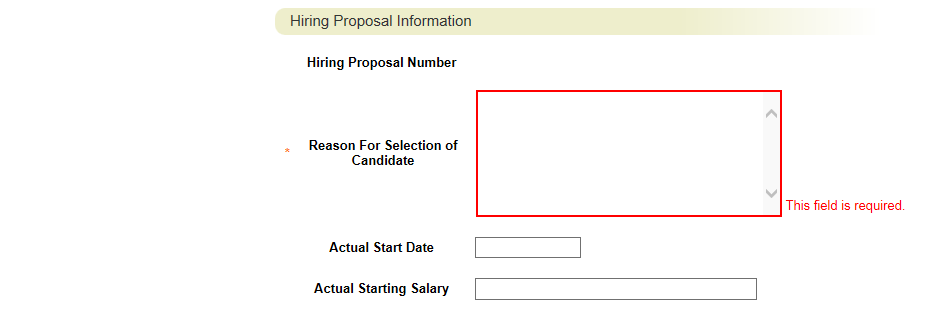 Hiring Proposal Information
Hiring Proposal Number
* Reason For Selection of
Candidate
This field is required.
Actual Start Date
Actual Starting Salary